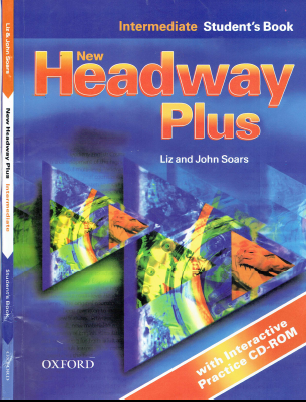 Liz & John Soars
New Headway Plus Intermediate
Student's Book
OXFORD
Intermediate Student's Book
New
Headway
Plus
Liz and John Soars
with Interactive
Practice CD-ROM
OXFORD